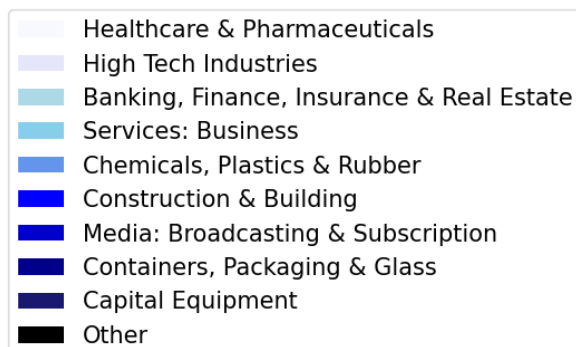 Healthcare & Pharmaceuticals
High Tech Industries
Banking, Finance, Insurance & Real Estate
Services: Business
Chemicals, Plastics & Rubber
Construction & Building
Media: Broadcasting & Subscription
Containers, Packaging & Glass
Capital Equipment
Other